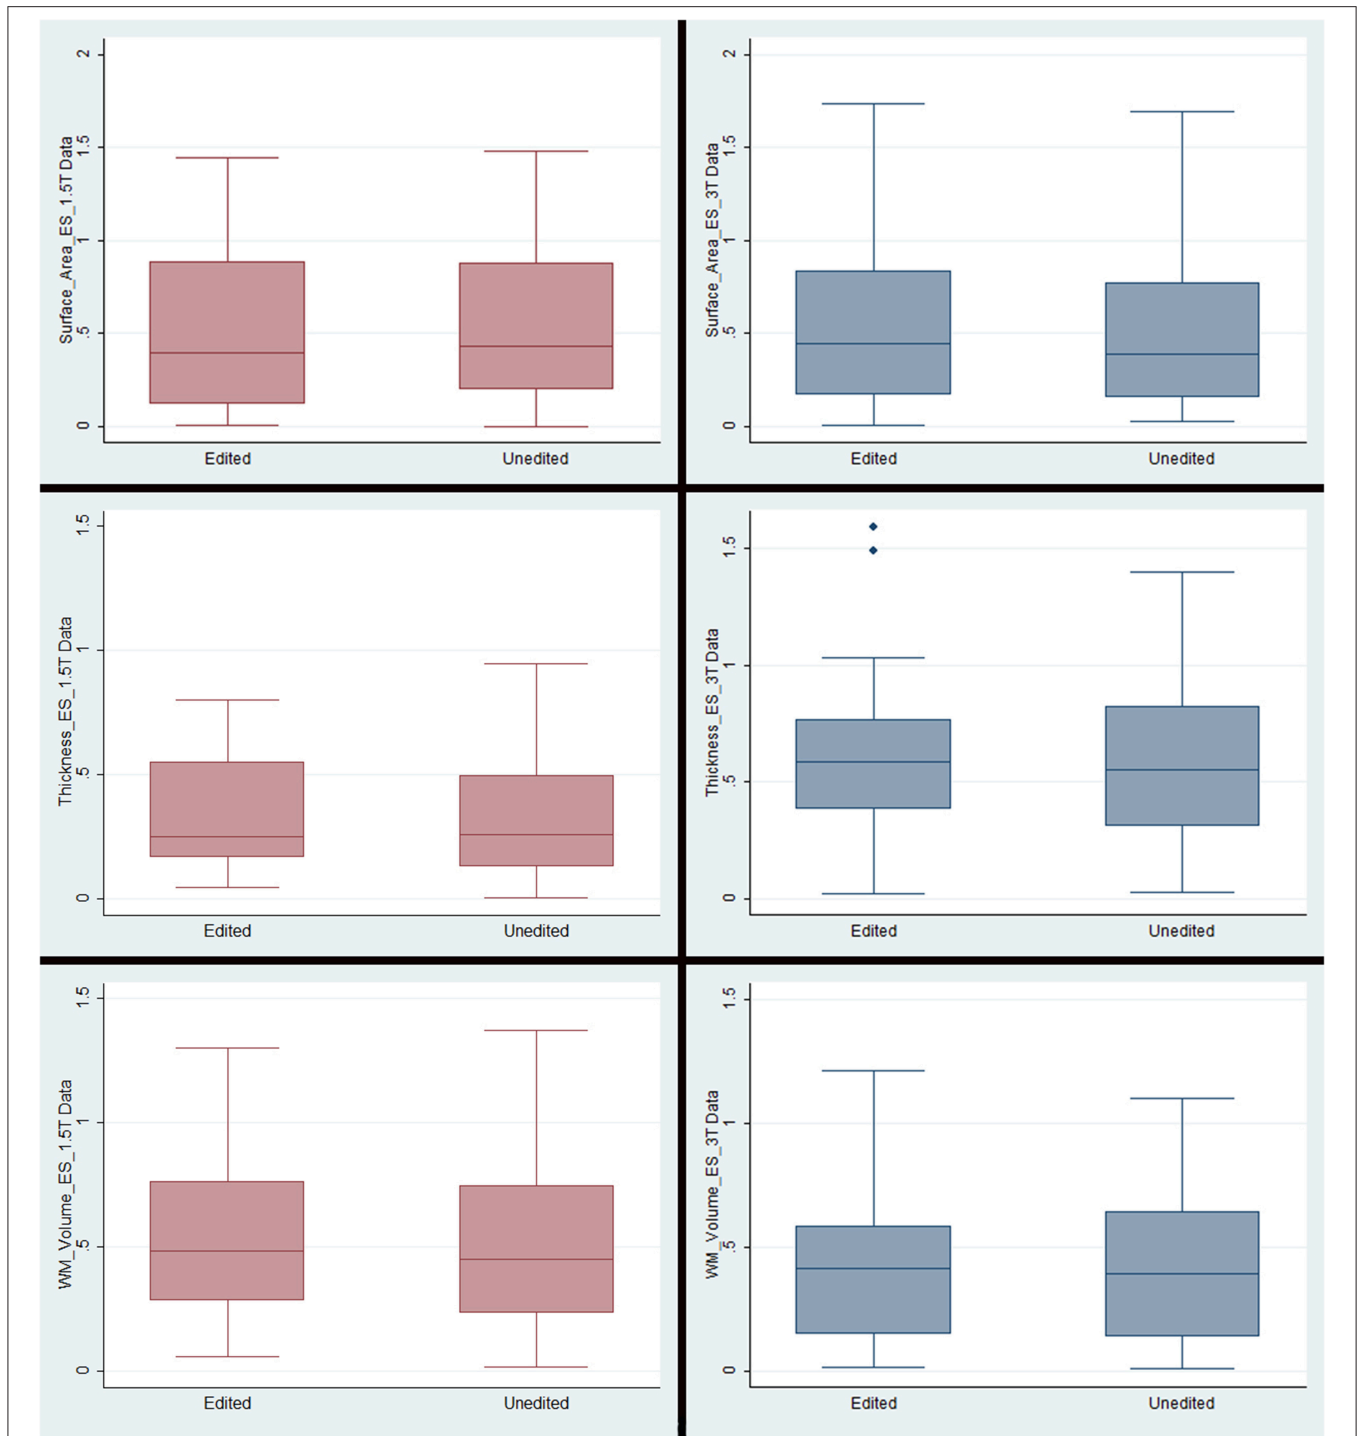 Surface_Area_ES_1.5T Data
2
1.5
1
.5
0
Edited
Unedited
Surface_Area_ES_3T Data
2
1.5
1
.5
0
Edited
Unedited
Thickness_ES_1.5T Data
1.5
1
.5
0
Edited
Unedited
Thickness_ES_3T Data
1.5
1
.5
0
Edited
Unedited
WM_Volume_ES_1.5T Data
1.5
1
.5
0
Edited
Unedited
WM_Volume_ES_3T Data
1.5
1
.5
0
Edited
Unedited